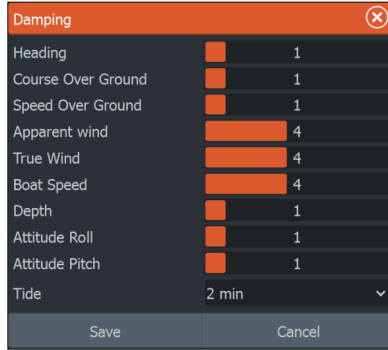 Damping
Heading 1
Course Over Ground 1
Speed Over Ground 1
Apparent wind 4
True Wind 4
Boat Speed 4
Depth 1
Attitude Roll 1
Attitude Pitch 1
Tide 2 min
Save Cancel